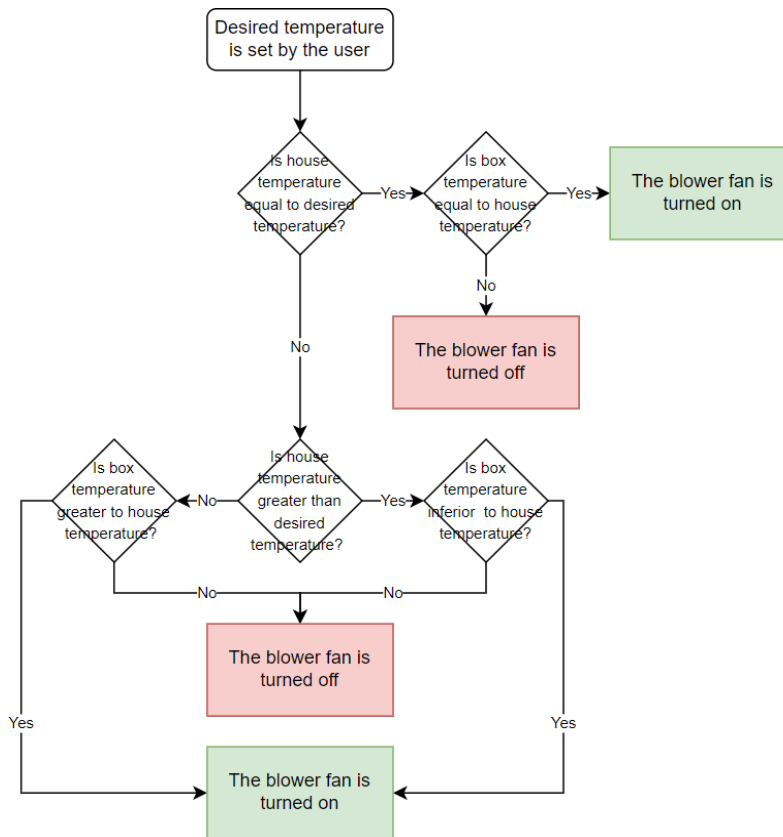 Desired temperature
is set by the user
Is house
temperature
equal to desired
temperature?
Yes
Is box
temperature
equal to house
temperature?
Yes
The blower fan is
turned on
No
The blower fan is
turned off
No
Is box
temperature
greater to house
temperature?
No
Is house
temperature
greater than
desired
temperature?
Yes
Is box
temperature
inferior to house
temperature?
No
No
The blower fan is
turned off
Yes
Yes
The blower fan is
turned on